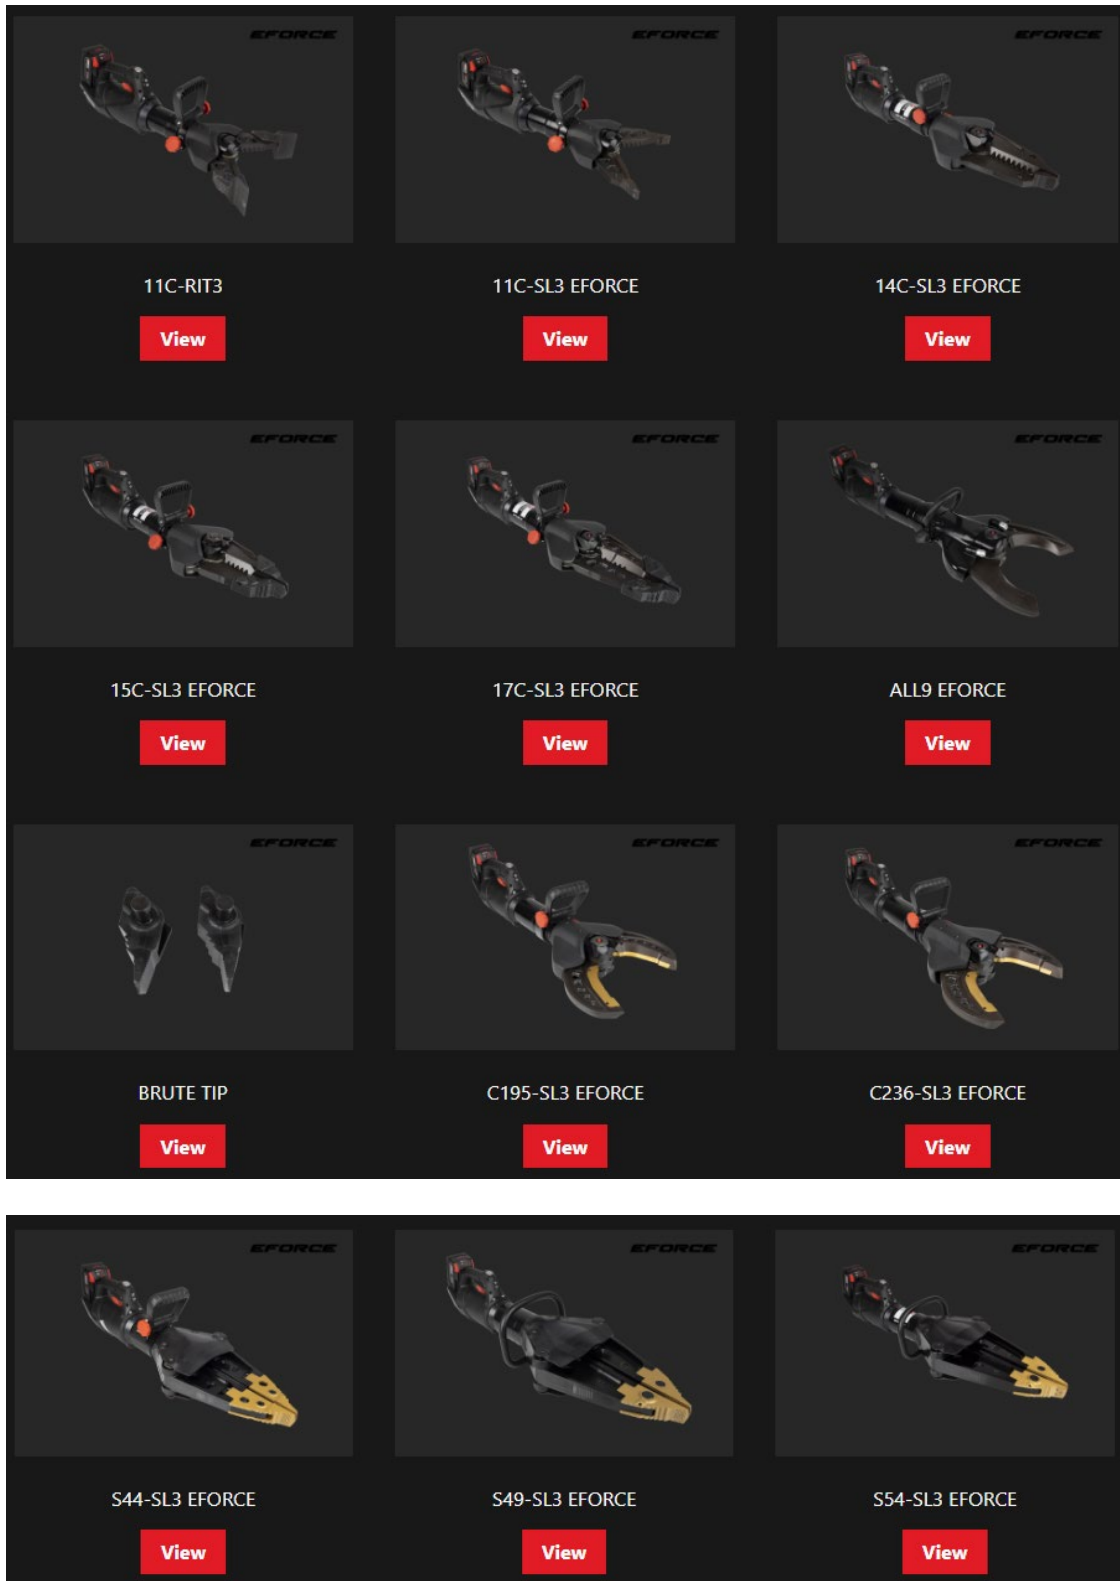 EFORCE
EFORCE
EFORCE
11C-RIT3
11C-SL3 EFORCE
14C-SL3 EFORCE
View
View
View
EFORCE
EFORCE
EFORCE
15C-SL3 EFORCE
17C-SL3 EFORCE
ALL9 EFORCE
View
View
View
EFORCE
EFORCE
EFORCE
BRUTE TIP
C195-SL3 EFORCE
C236-SL3 EFORCE
View
View
View
EFORCE
EFORCE
EFORCE
S44-SL3 EFORCE
S49-SL3 EFORCE
S54-SL3 EFORCE
View
View
View